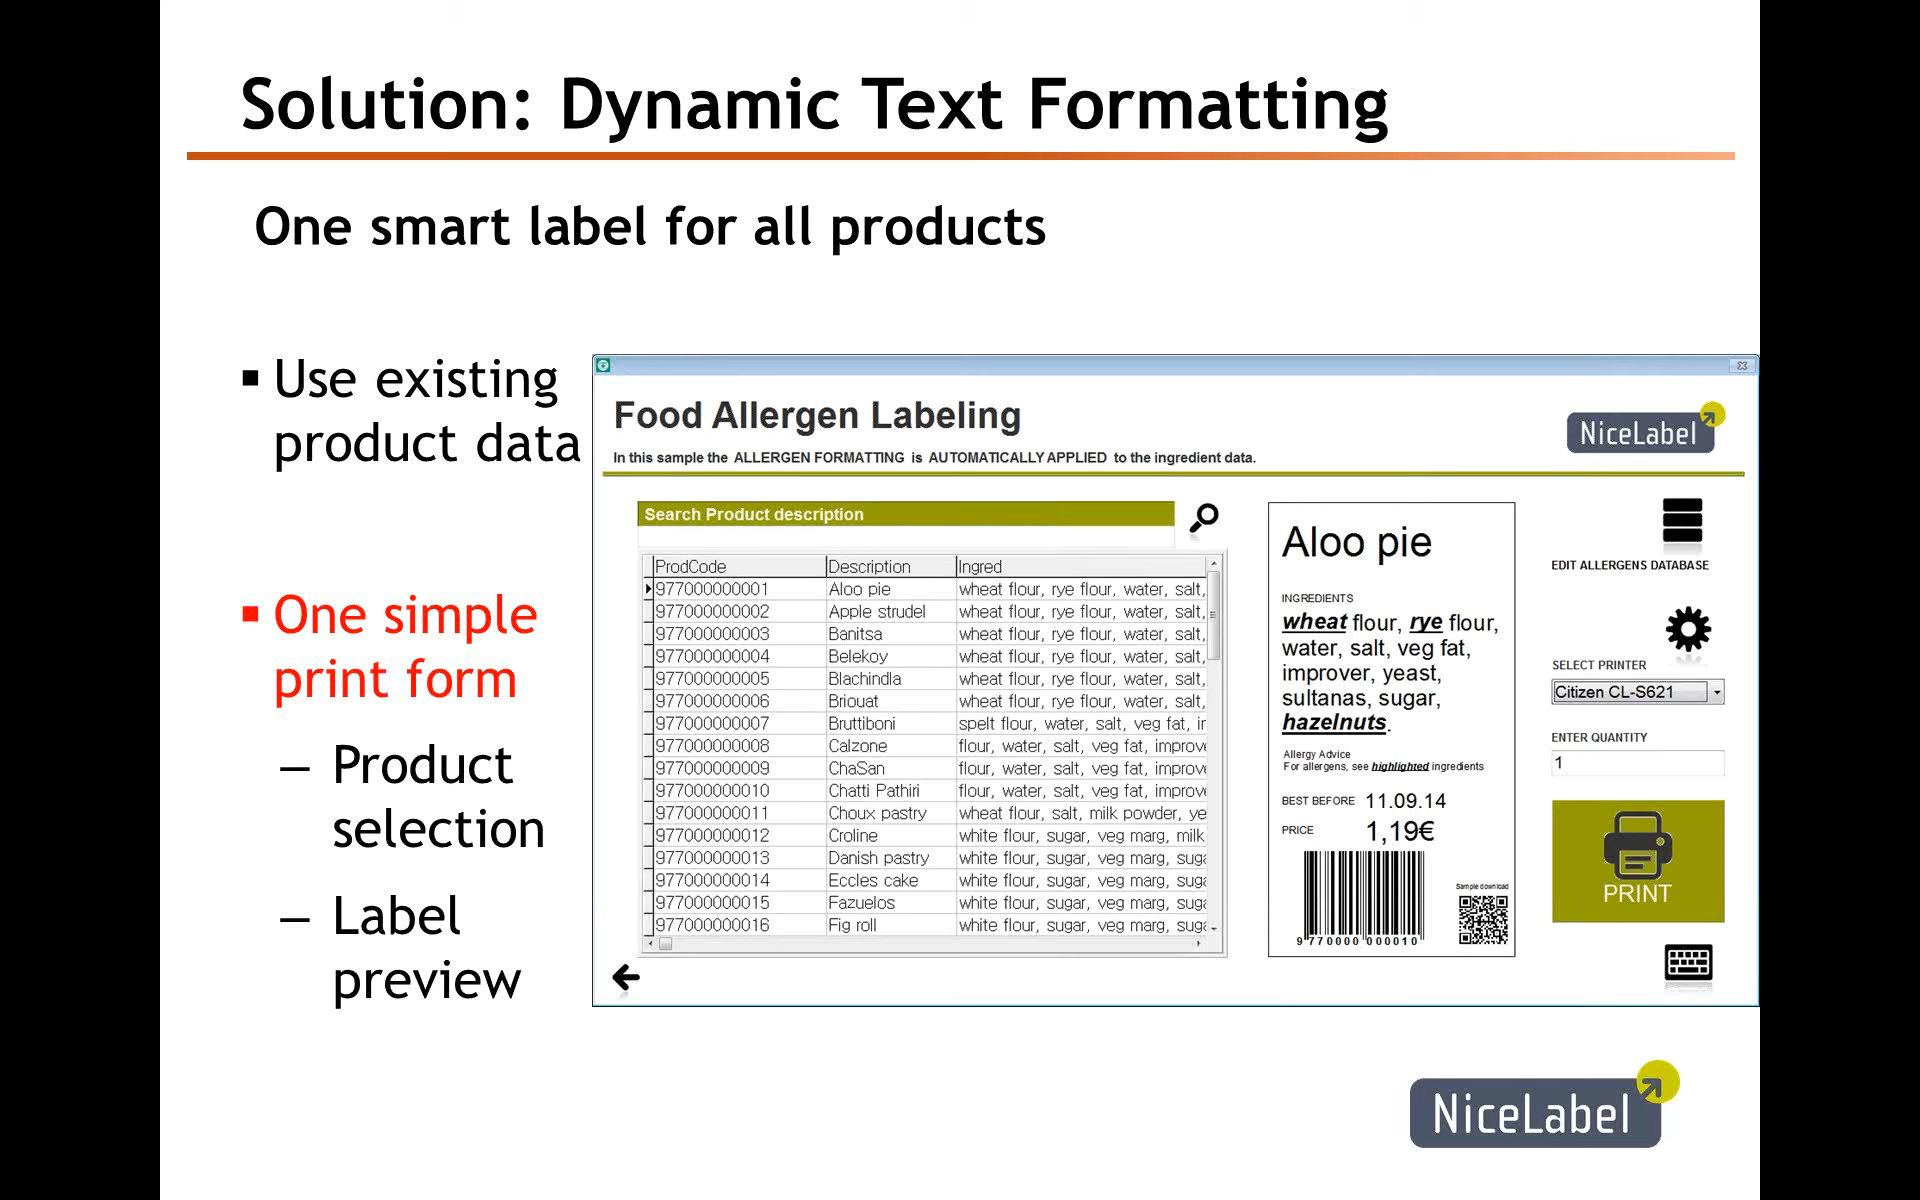 Solution: Dynamic Text Formatting
One smart label for all products
Use existing
product data
One simple
print form
– Product
selection
– Label
preview
Food Allergen Labeling
In this sample the ALLERGEN FORMATTING is AUTOMATICALLY APPLIED to the ingredient data.
NiceLabel
Search Product description
ProdCode Description Ingred
977000000001 Aloo pie wheat flour, rye flour, water, salt,
977000000002 Apple strudel wheat flour, rye flour, water, salt,
977000000003 Banitsa wheat flour, rye flour, water, salt,
977000000004 Belekoy wheat flour, rye flour, water, salt,
977000000005 Blachindla wheat flour, rye flour, water, salt,
977000000006 Briouat wheat flour, rye flour, water, salt,
977000000007 Bruttiboni spelt flour, water, salt, veg fat, ir
977000000008 Calzone flour, water, salt, veg fat, improve
977000000009 ChaSan flour, water, salt, veg fat, improve
977000000010 Chatti Pathiri flour, water, salt, veg fat, improve
977000000011 Choux pastry wheat flour, salt, milk powder, ye
977000000012 Croline white flour, sugar, veg marg, milk
977000000013 Danish pastry white flour, sugar, veg marg, suga
977000000014 Eccles cake white flour, sugar, veg marg, suga
977000000015 Fazuelos white flour, sugar, veg marg, suga
977000000016 Fig roll white flour, sugar, veg marg, suga
Aloo pie
INGREDIENTS
wheat flour, rye flour,
water, salt, veg fat,
improver, yeast,
sultanas, sugar,
hazelnuts.
Allergy Advice
For allergens, see highlighted ingredients
BEST BEFORE 11.09.14
PRICE 1,19€
Sample download
9 770000 000010
EDIT ALLERGENS DATABASE
SELECT PRINTER
Citizen CL-S621
ENTER QUANTITY
1
PRINT
NiceLabel